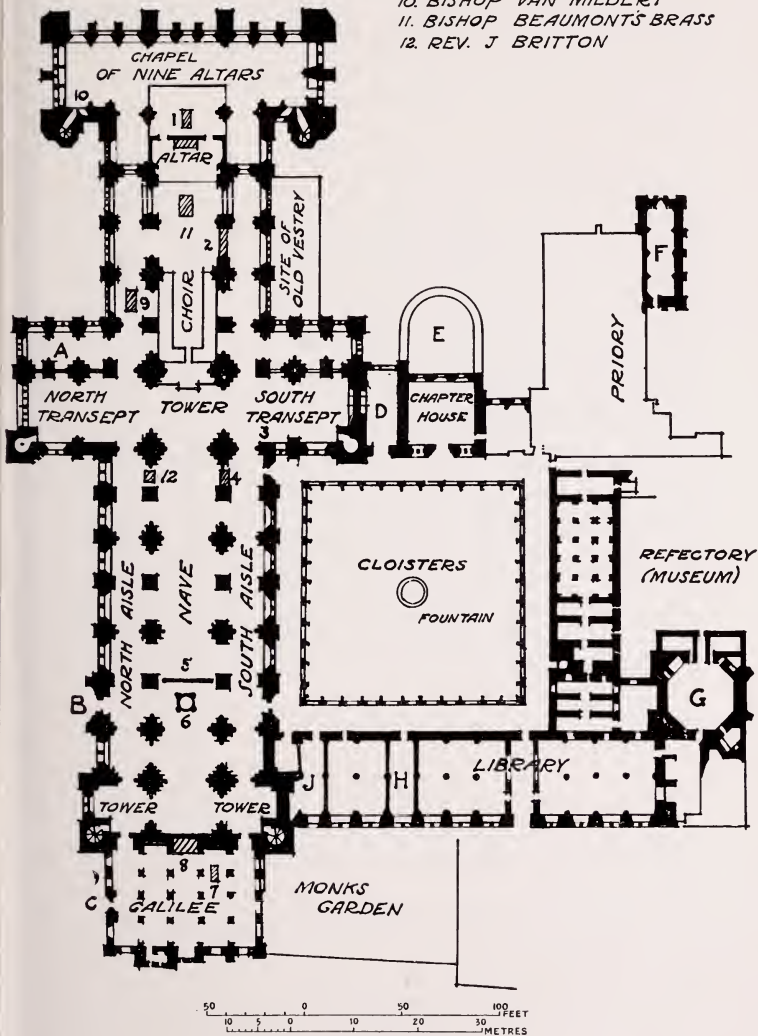 10. BISHOP VAN MILDERT
11. BISHOP BEAUMONT'S BRASS
12. REV. J BRITTON
CHAPEL
OF NINE ALTARS
10
1
ALTAR
11
2
SITE OF
OLD VESTRY
9
CHOIR
A
NORTH
TRANSEPT
TOWER
SOUTH
TRANSEPT
3
D
E
CHAPTER
HOUSE
PRIORY
F
12
4
NORTH AISLE
NAVE
SOUTH AISLE
CLOISTERS
FOUNTAIN
REFECTORY
(MUSEUM)
5
6
B
G
LIBRARY
J
H
TOWER
TOWER
8
7
C
GALILEE
MONKS
GARDEN
50 0 50 100 FEET
10 5 0 10 20 30 METRES